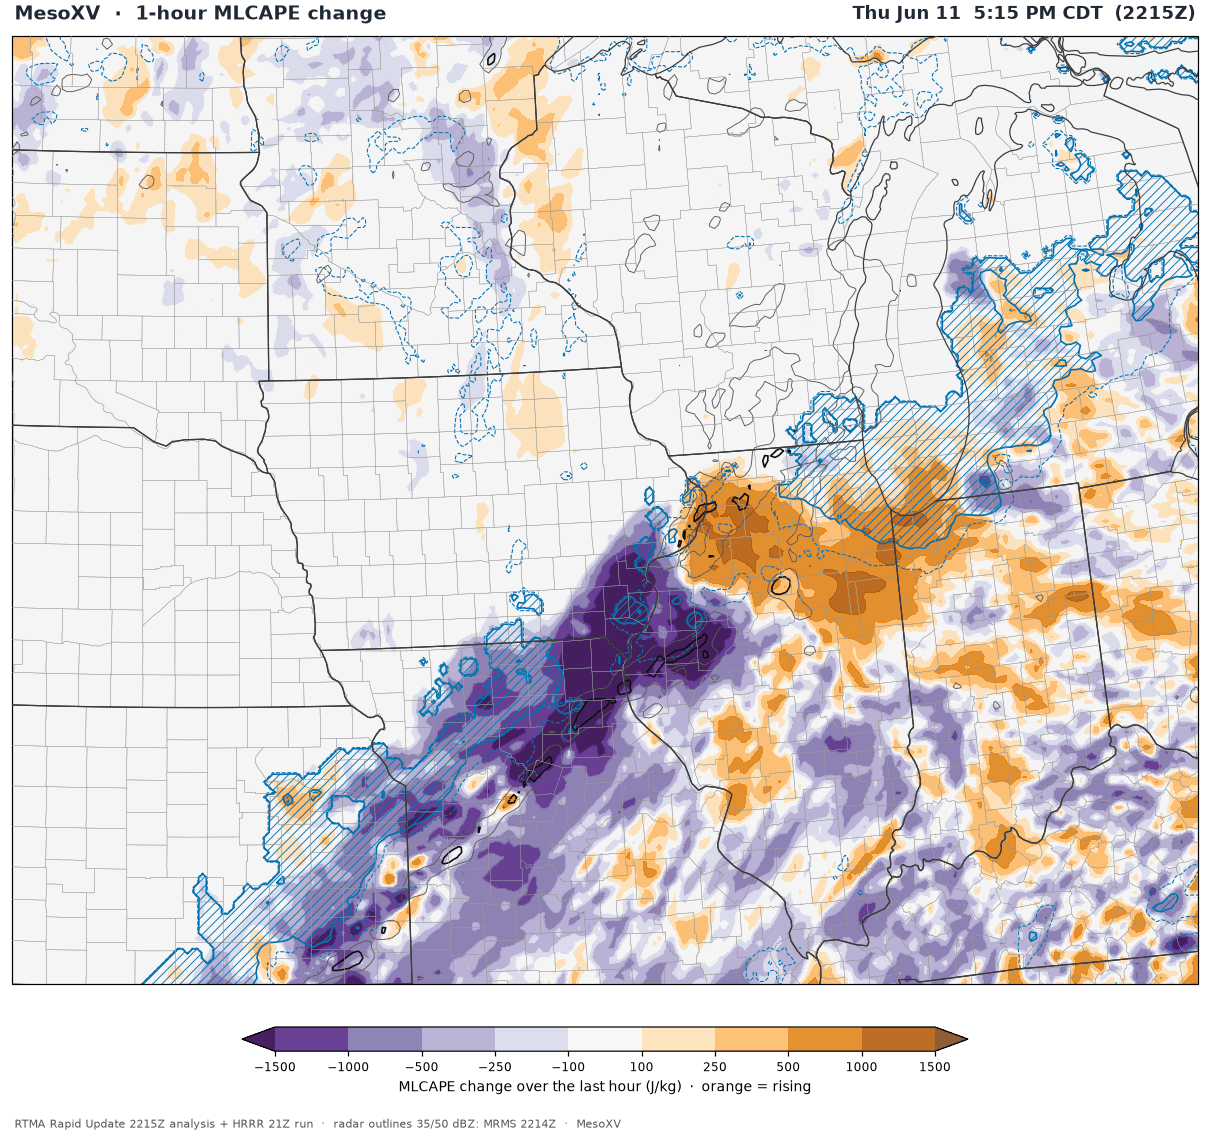 MesoXV · 1-hour MLCAPE change
Thu Jun 11 5:15 PM CDT (2215Z)
−1500 −1000 −500 −250 −100 100 250 500 1000 1500
MLCAPE change over the last hour (J/kg) · orange = rising
RTMA Rapid Update 2215Z analysis + HRRR 21Z run · radar outlines 35/50 dBZ: MRMS 2214Z · MesoXV